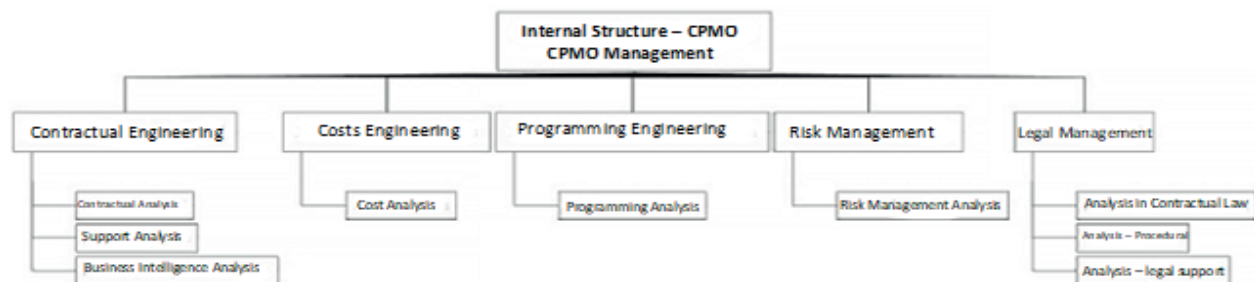 Internal Structure – CPMO
CPMO Management
Contractual Engineering
Costs Engineering
Programming Engineering
Risk Management
Legal Management
Contractual Analysis
Support Analysis
Business Intelligence Analysis
Cost Analysis
Programming Analysis
Risk Management Analysis
Analysis in Contractual Law
Analysis – Procedural
Analysis – legal support